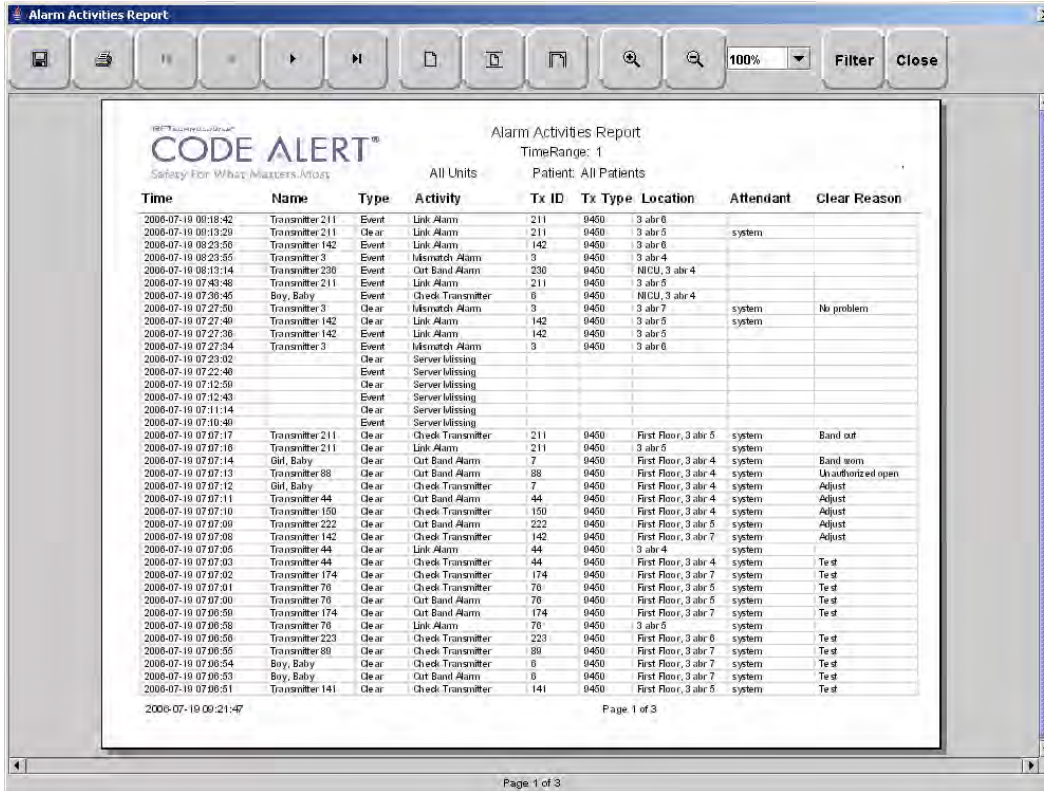 Alarm Activities Report
100% Filter Close
CODE ALERT®
Safety For What Matters Most
Alarm Activities Report
TimeRange: 1
All Units Patient: All Patients
Time Name Type Activity Tx ID Tx Type Location Attendant Clear Reason
2006-07-19 09:18:42 Transmitter 211 Event Link Alarm 211 9450 3 abr 6
2006-07-19 09:13:29 Transmitter 211 Clear Link Alarm 211 9450 3 abr 5 system
2006-07-19 08:23:56 Transmitter 142 Event Link Alarm 142 9450 3 abr 6
2006-07-19 08:23:55 Transmitter 3 Event Mismatch Alarm 3 9450 3 abr 4
2006-07-19 08:13:14 Transmitter 236 Event Cut Band Alarm 236 9450 NICU, 3 abr 4
2006-07-19 07:43:48 Transmitter 211 Event Link Alarm 211 9450 3 abr 5
2006-07-19 07:36:45 Boy, Baby Event Check Transmitter 6 9450 NICU, 3 abr 4
2006-07-19 07:27:50 Transmitter 3 Clear Mismatch Alarm 3 9450 3 abr 7 system No problem
2006-07-19 07:27:49 Transmitter 142 Clear Link Alarm 142 9450 3 abr 5 system
2006-07-19 07:27:36 Transmitter 142 Event Link Alarm 142 9450 3 abr 5
2006-07-19 07:27:34 Transmitter 3 Event Mismatch Alarm 3 9450 3 abr 6
2006-07-19 07:23:02 Clear Server Missing
2006-07-19 07:22:46 Event Server Missing
2006-07-19 07:12:59 Clear Server Missing
2006-07-19 07:12:43 Event Server Missing
2006-07-19 07:11:14 Clear Server Missing
2006-07-19 07:10:49 Event Server Missing
2006-07-19 07:07:17 Transmitter 211 Clear Check Transmitter 211 9450 First Floor, 3 abr 5 system Band cut
2006-07-19 07:07:16 Transmitter 211 Clear Link Alarm 211 9450 3 abr 5 system
2006-07-19 07:07:14 Girl, Baby Clear Cut Band Alarm 7 9450 First Floor, 3 abr 4 system Band worn
2006-07-19 07:07:13 Transmitter 88 Clear Cut Band Alarm 88 9450 First Floor, 3 abr 4 system Unauthorized open
2006-07-19 07:07:12 Girl, Baby Clear Check Transmitter 7 9450 First Floor, 3 abr 4 system Adjust
2006-07-19 07:07:11 Transmitter 44 Clear Cut Band Alarm 44 9450 First Floor, 3 abr 4 system Adjust
2006-07-19 07:07:10 Transmitter 150 Clear Check Transmitter 150 9450 First Floor, 3 abr 4 system Adjust
2006-07-19 07:07:09 Transmitter 222 Clear Cut Band Alarm 222 9450 First Floor, 3 abr 5 system Adjust
2006-07-19 07:07:08 Transmitter 142 Clear Check Transmitter 142 9450 First Floor, 3 abr 7 system Adjust
2006-07-19 07:07:05 Transmitter 44 Clear Link Alarm 44 9450 3 abr 4 system
2006-07-19 07:07:03 Transmitter 44 Clear Check Transmitter 44 9450 First Floor, 3 abr 4 system Test
2006-07-19 07:07:02 Transmitter 174 Clear Check Transmitter 174 9450 First Floor, 3 abr 7 system Test
2006-07-19 07:07:01 Transmitter 76 Clear Check Transmitter 76 9450 First Floor, 3 abr 5 system Test
2006-07-19 07:07:00 Transmitter 76 Clear Cut Band Alarm 76 9450 First Floor, 3 abr 5 system Test
2006-07-19 07:06:59 Transmitter 174 Clear Cut Band Alarm 174 9450 First Floor, 3 abr 7 system Test
2006-07-19 07:06:58 Transmitter 76 Clear Link Alarm 76 9450 3 abr 5 system
2006-07-19 07:06:56 Transmitter 223 Clear Check Transmitter 223 9450 First Floor, 3 abr 6 system Test
2006-07-19 07:06:55 Transmitter 89 Clear Check Transmitter 89 9450 First Floor, 3 abr 7 system Test
2006-07-19 07:06:54 Boy, Baby Clear Check Transmitter 6 9450 First Floor, 3 abr 7 system Test
2006-07-19 07:06:53 Boy, Baby Clear Cut Band Alarm 6 9450 First Floor, 3 abr 7 system Test
2006-07-19 07:06:51 Transmitter 141 Clear Check Transmitter 141 9450 First Floor, 3 abr 5 system Test
2006-07-19 09:21:47 Page 1 of 3
Page 1 of 3